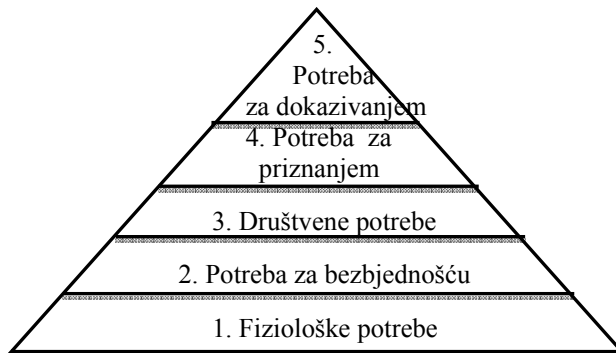 5.
Potreba
za dokazivanjem
4. Potreba za
priznanjem
3. Društvene potrebe
2. Potreba za bezbjednošću
1. Fiziološke potrebe